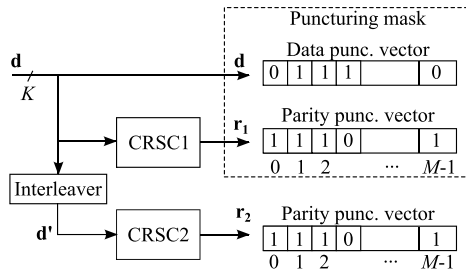 Puncturing mask
Data punc. vector
d
K
d
0 1 1 1 0
CRSC1
r1
Parity punc. vector
1 1 1 0 1
0 1 2 ... M-1
Interleaver
d'
CRSC2
r2
Parity punc. vector
1 1 1 0 1
0 1 2 ... M-1